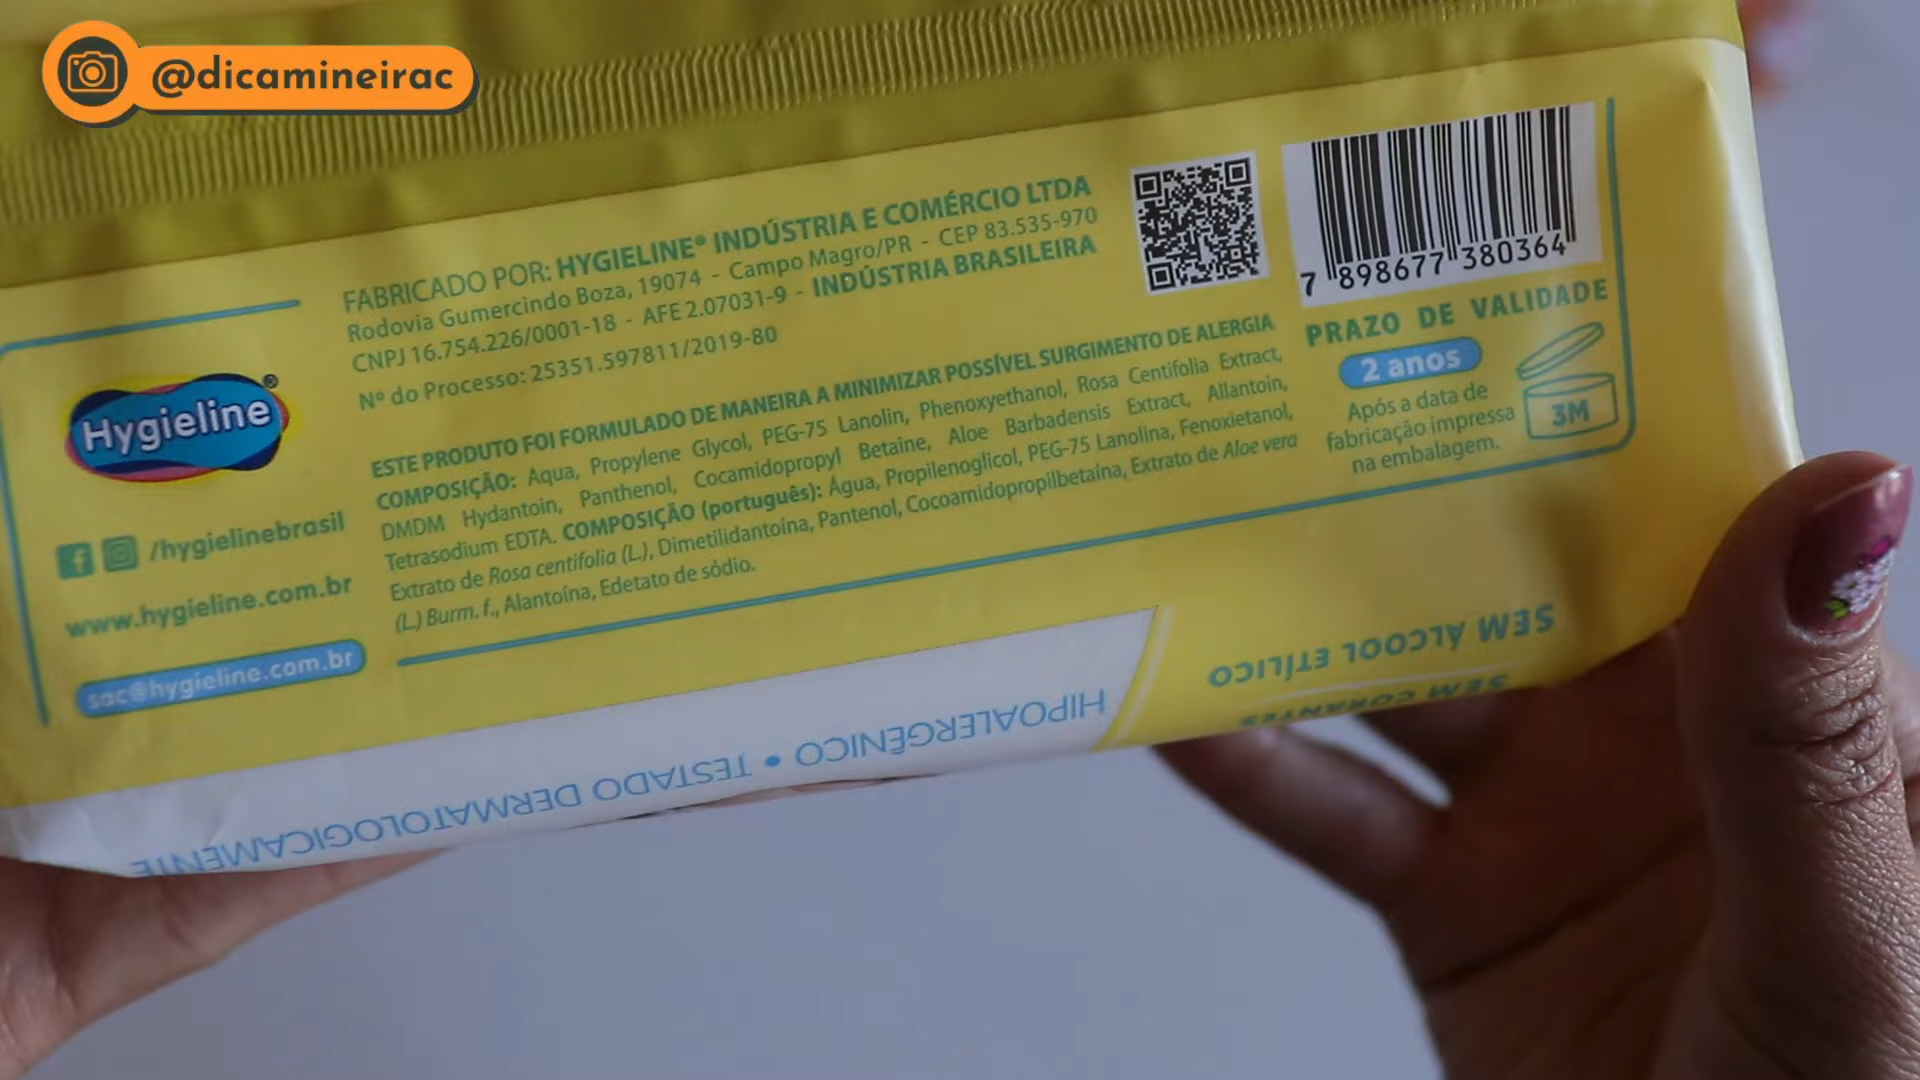 @dicamineirac
FABRICADO POR: HYGIELINE® INDÚSTRIA E COMÉRCIO LTDA
Rodovia Gumercindo Boza, 19074 - Campo Magro/PR - CEP 83.535-970
CNPJ 16.754.226/0001-18 - AFE 2.07031-9 - INDÚSTRIA BRASILEIRA
Nº do Processo: 25351.597811/2019-80
7 898677 380364
PRAZO DE VALIDADE
2 anos
Após a data de
fabricação impressa
na embalagem.
3M
Hygieline®
/hygielinebrasil
www.hygieline.com.br
sac@hygieline.com.br
ESTE PRODUTO FOI FORMULADO DE MANEIRA A MINIMIZAR POSSÍVEL SURGIMENTO DE ALERGIA
COMPOSIÇÃO: Aqua, Propylene Glycol, PEG-75 Lanolin, Phenoxyethanol, Rosa Centifolia Extract,
DMDM Hydantoin, Panthenol, Cocamidopropyl Betaine, Aloe Barbadensis Extract, Allantoin,
Tetrasodium EDTA. COMPOSIÇÃO (português): Água, Propilenoglicol, PEG-75 Lanolina, Fenoxietanol,
Extrato de Rosa centifolia (L.), Dimetilidantoína, Pantenol, Cocoamidopropilbetaína, Extrato de Aloe vera
(L.) Burm. f., Alantoína, Edetato de sódio.
SEM ÁLCOOL ETÍLICO
SEM CORANTES
HIPOALERGÊNICO • TESTADO DERMATOLOGICAMENTE